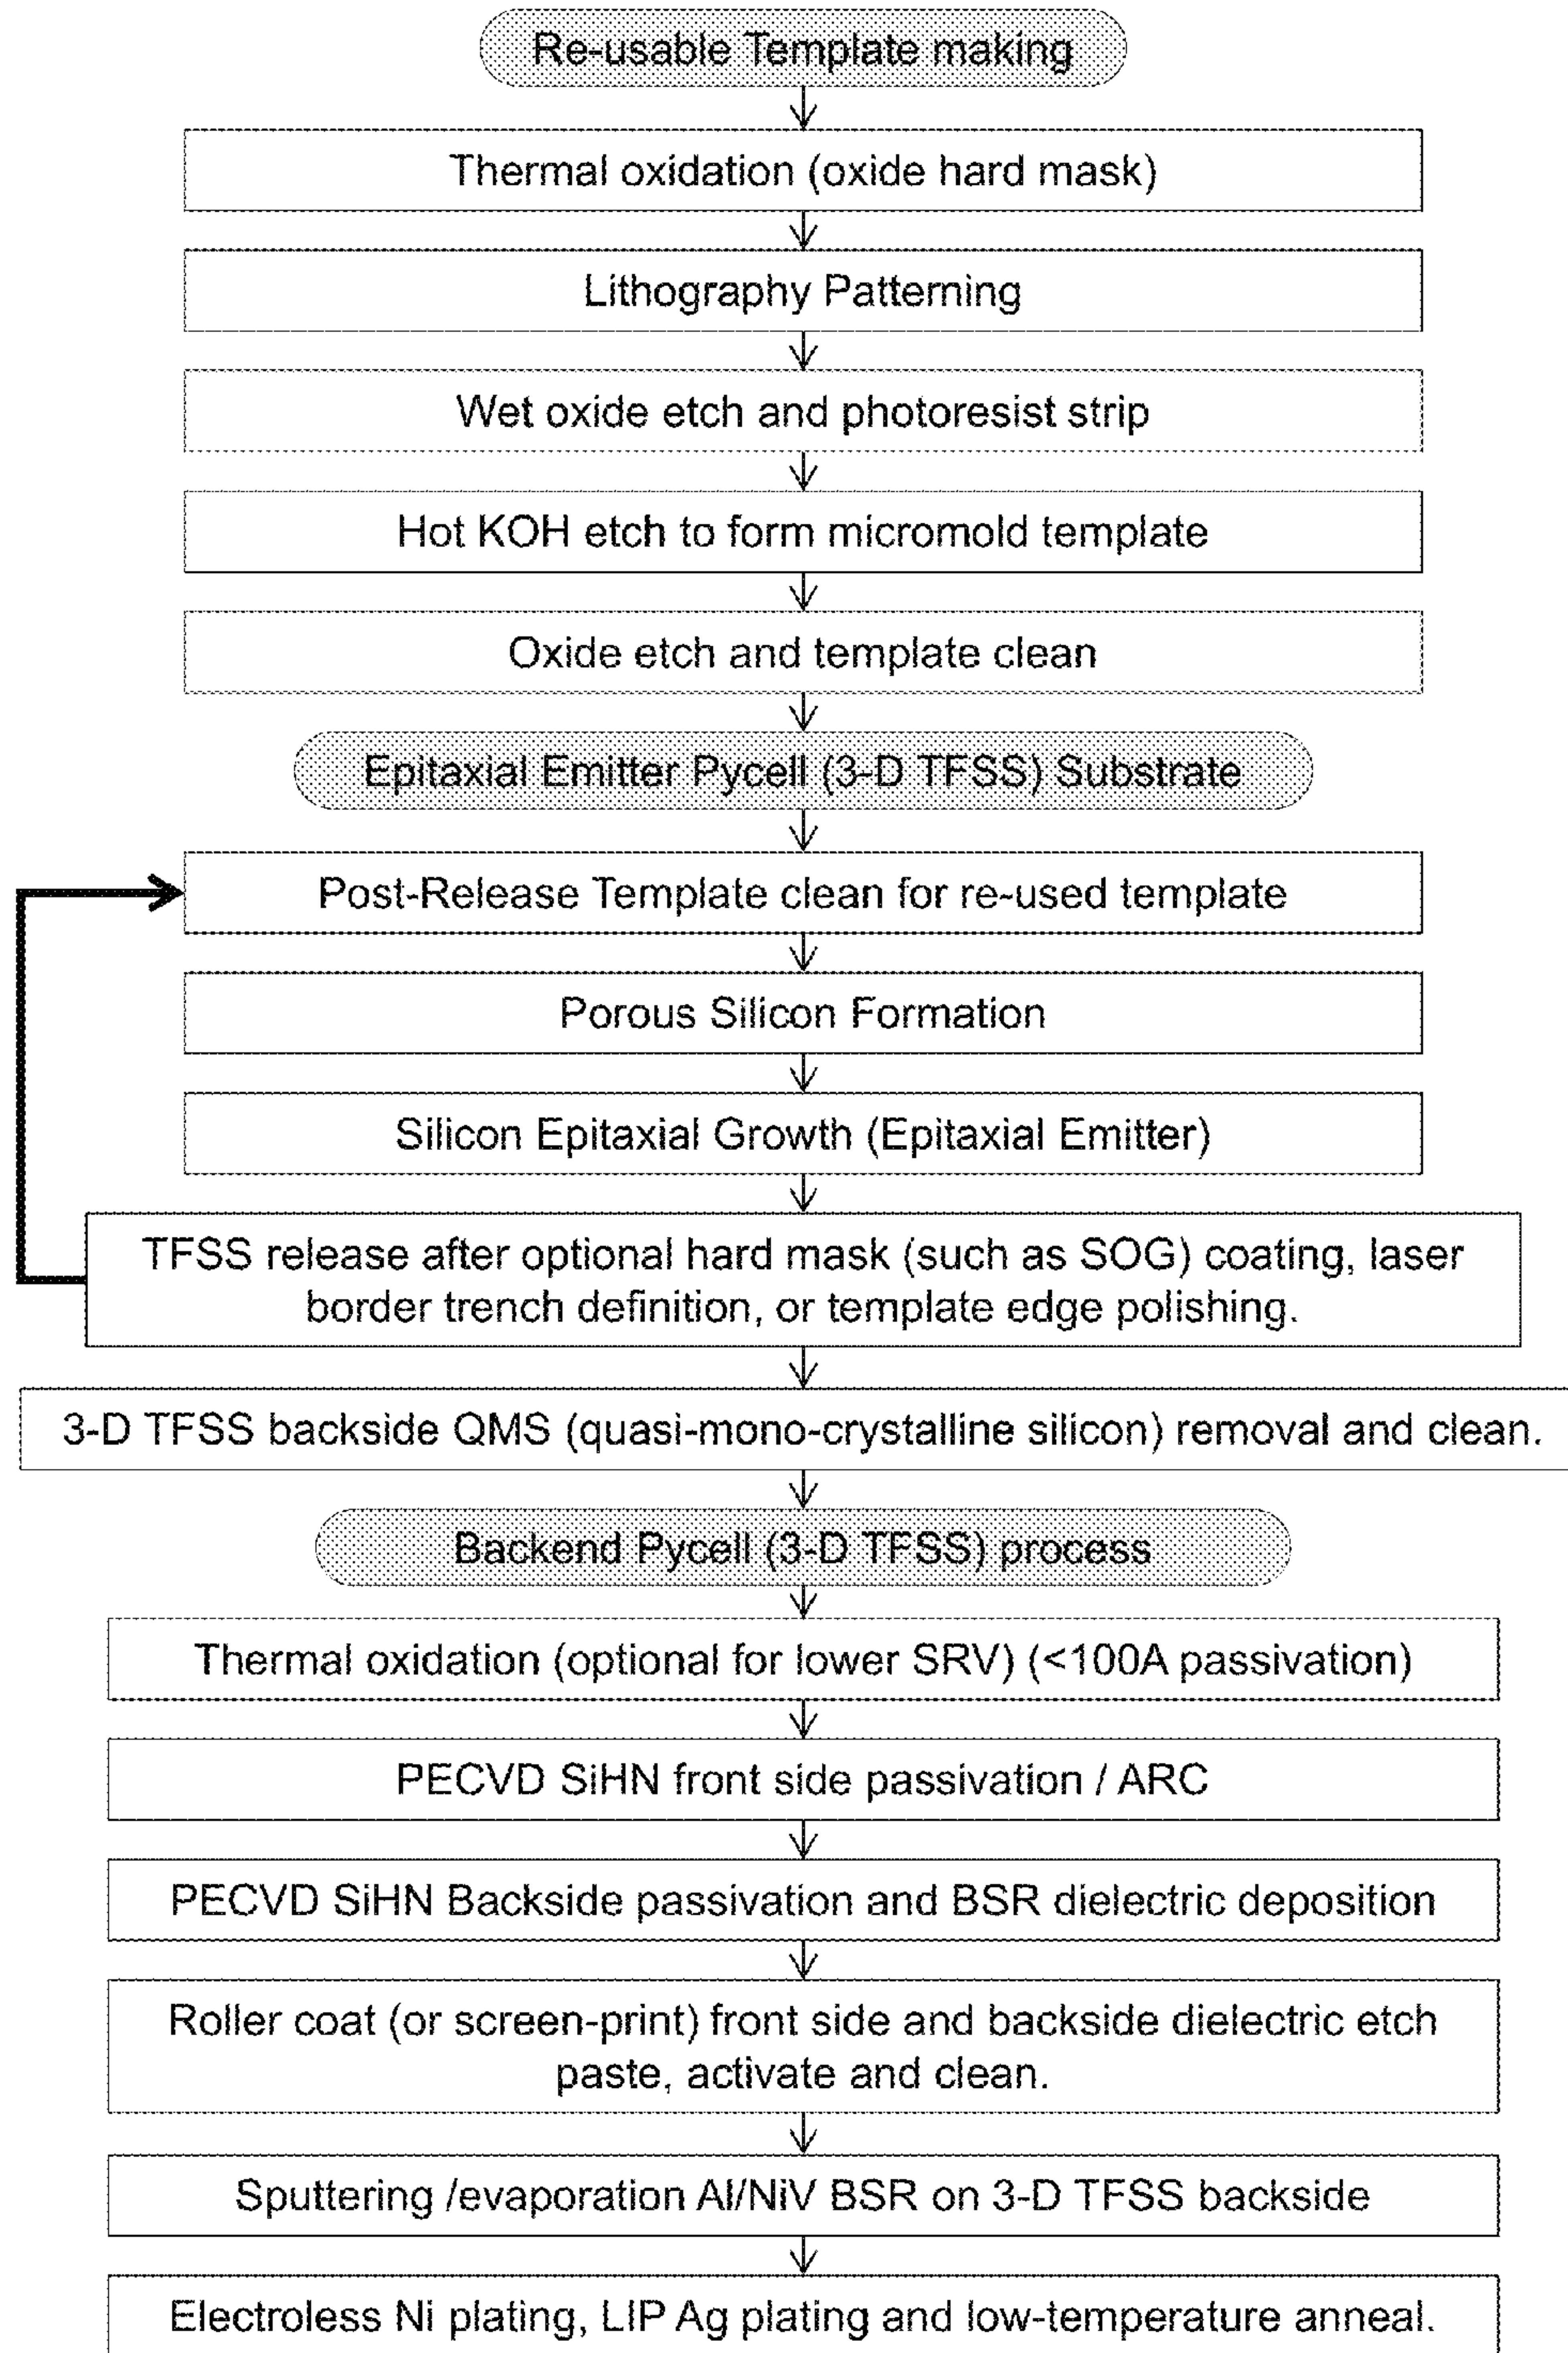 Re-usable Template making
Thermal oxidation (oxide hard mask)
Lithography Patterning
Wet oxide etch and photoresist strip
Hot KOH etch to form micromold template
Oxide etch and template clean
Epitaxial Emitter Pycell (3-D TFSS) Substrate
Post-Release Template clean for re-used template
Porous Silicon Formation
Silicon Epitaxial Growth (Epitaxial Emitter)
TFSS release after optional hard mask (such as SOG) coating, laser
border trench definition, or template edge polishing.
3-D TFSS backside QMS (quasi-mono-crystalline silicon) removal and clean.
Backend Pycell (3-D TFSS) process
Thermal oxidation (optional for lower SRV) (<100A passivation)
PECVD SiHN front side passivation / ARC
PECVD SiHN Backside passivation and BSR dielectric deposition
Roller coat (or screen-print) front side and backside dielectric etch
paste, activate and clean.
Sputtering /evaporation Al/NiV BSR on 3-D TFSS backside
Electroless Ni plating, LIP Ag plating and low-temperature anneal.